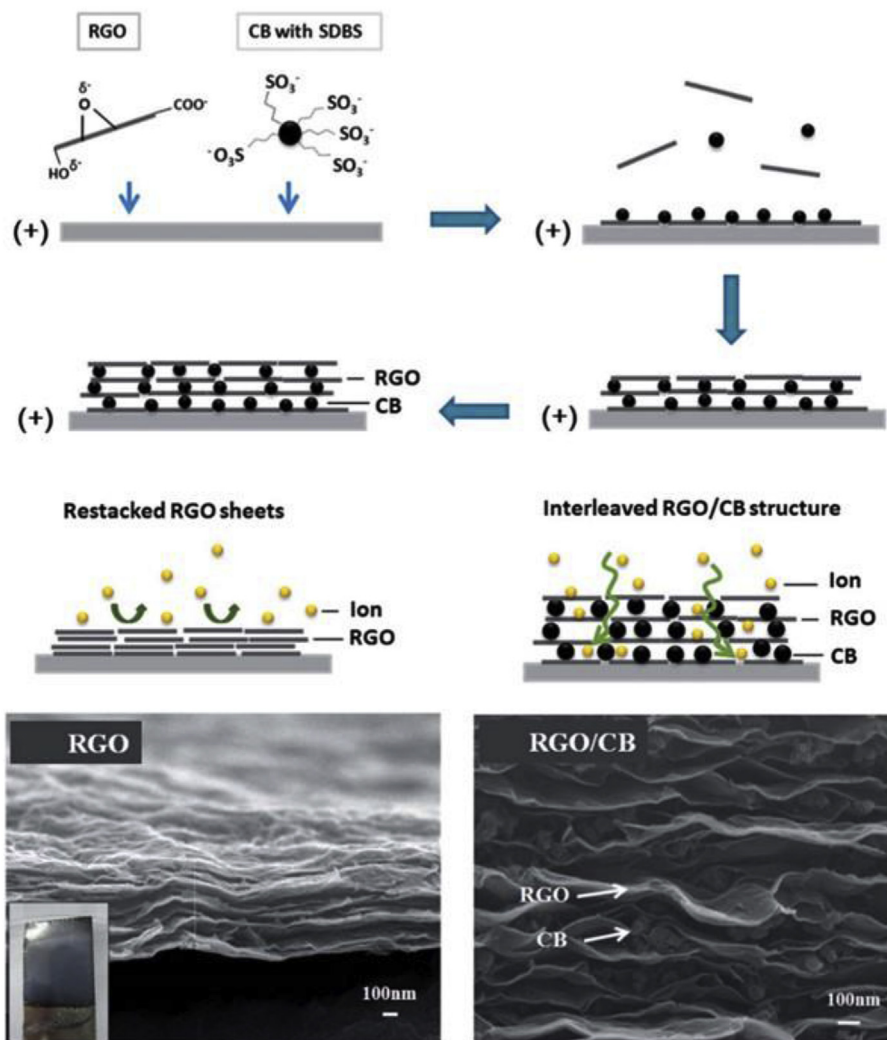 RGO
CB with SDBS
δ⁻
O
COO⁻
HO^δ⁻
SO₃⁻
SO₃⁻
SO₃⁻
⁻O₃S
SO₃⁻
(+)
(+)
RGO
CB
(+)
(+)
Restacked RGO sheets
Ion
RGO
Interleaved RGO/CB structure
Ion
RGO
CB
RGO
100nm
RGO/CB
RGO
CB
100nm